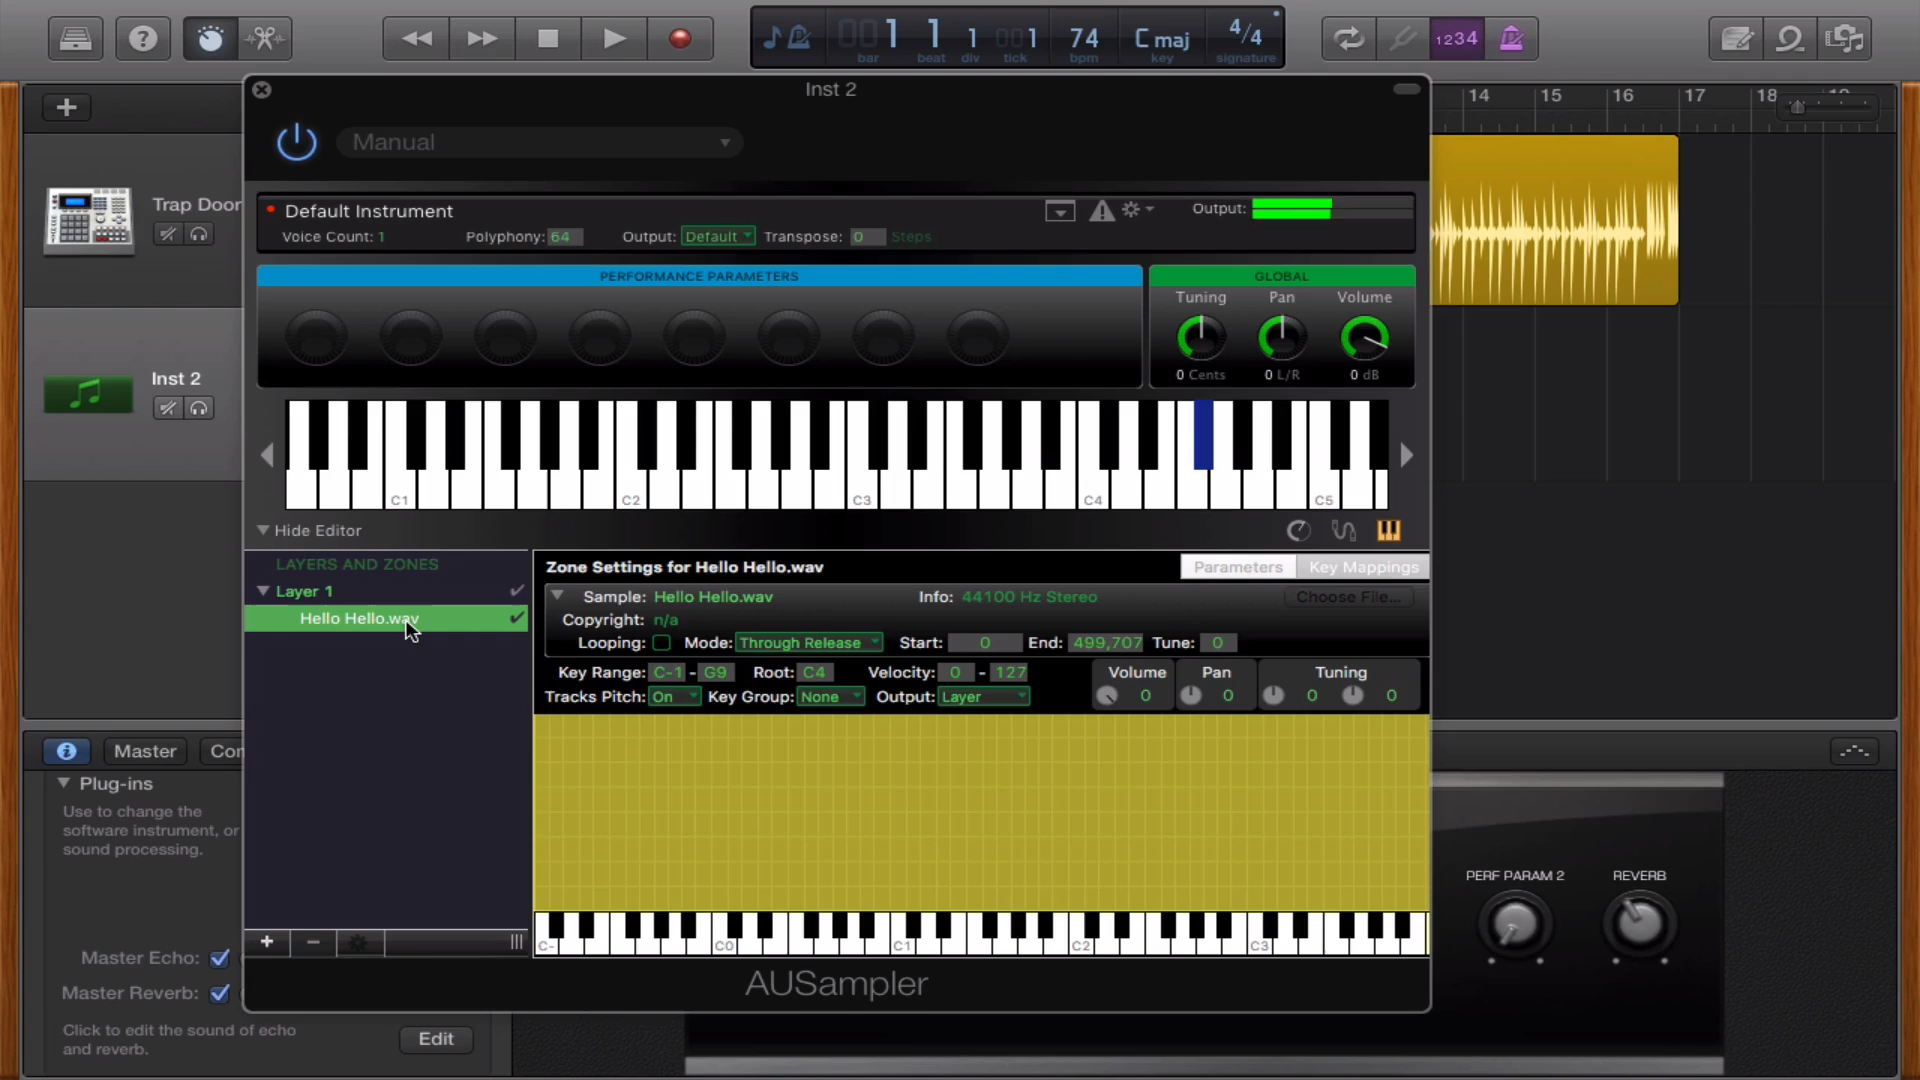 001 1 1 001 74 C maj 4/4
bar beat div tick bpm key signature
1234
Inst 2
14 15 16 17 18
Manual
Trap Door
Default Instrument
Output:
Voice Count: 1 Polyphony: 64 Output: Default Transpose: 0 Steps
PERFORMANCE PARAMETERS
GLOBAL
Tuning Pan Volume
0 Cents 0 L/R 0 dB
Inst 2
C1 C2 C3 C4 C5
Hide Editor
LAYERS AND ZONES
Layer 1
Hello Hello.wav
Zone Settings for Hello Hello.wav
Parameters Key Mappings
Sample: Hello Hello.wav Info: 44100 Hz Stereo Choose File...
Copyright: n/a
Looping: Mode: Through Release Start: 0 End: 499,707 Tune: 0
Key Range: C-1 - G9 Root: C4 Velocity: 0 - 127
Tracks Pitch: On Key Group: None Output: Layer
Volume Pan Tuning
0 0 0 0
C- C0 C1 C2 C3
AUSampler
Master
Plug-ins
Use to change the
software instrument, or
sound processing.
Master Echo:
Master Reverb:
Click to edit the sound of echo
and reverb.
Edit
PERF PARAM 2 REVERB